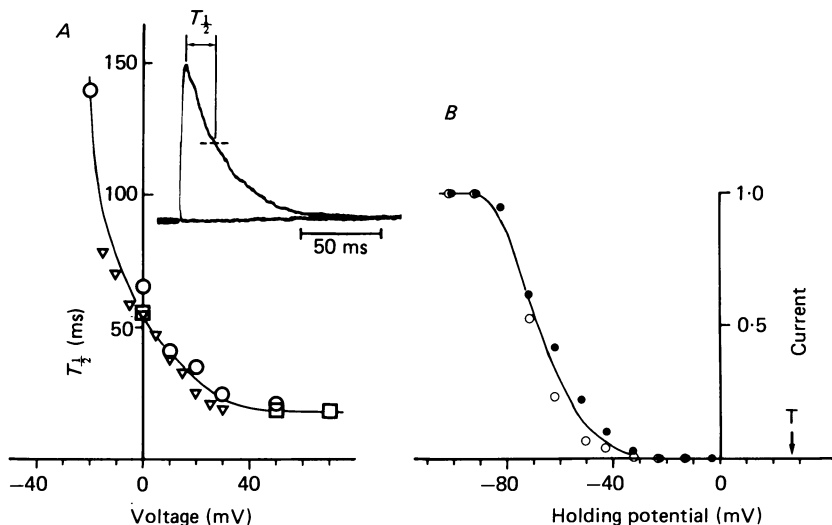 A
T½
150
100
50
T½ (ms)
50 ms
−40
0
40
Voltage (mV)
B
1·0
0·5
Current
T
−80
−40
0
Holding potential (mV)